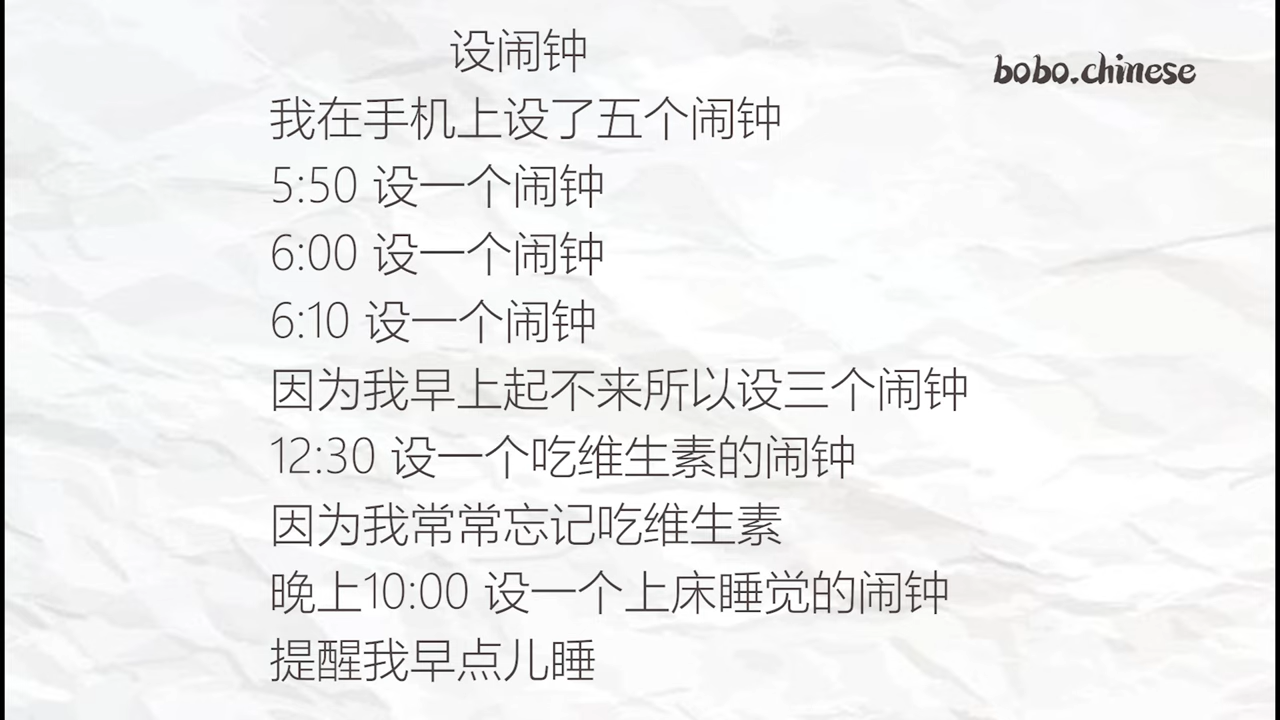 设闹钟
bobo.chinese
我在手机上设了五个闹钟
5:50 设一个闹钟
6:00 设一个闹钟
6:10 设一个闹钟
因为我早上起不来所以设三个闹钟
12:30 设一个吃维生素的闹钟
因为我常常忘记吃维生素
晚上10:00 设一个上床睡觉的闹钟
提醒我早点儿睡